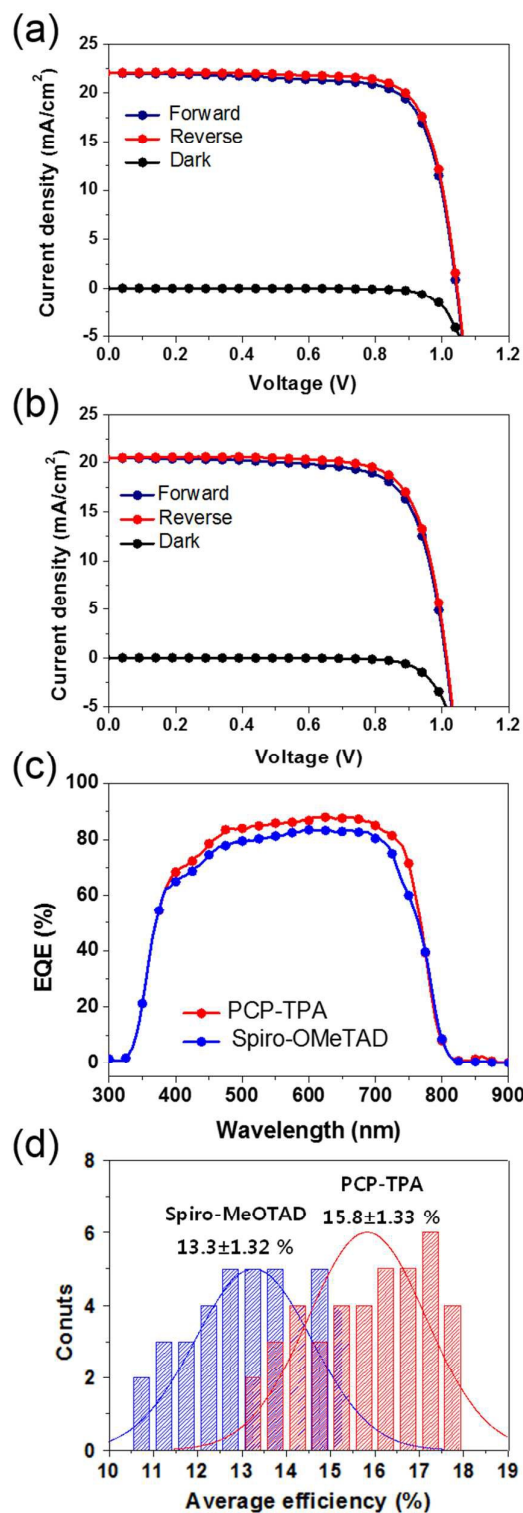 (a)
25
20
15
10
5
0
-5
Current density (mA/cm²)
Forward
Reverse
Dark
0.0 0.2 0.4 0.6 0.8 1.0 1.2
Voltage (V)
(b)
25
20
15
10
5
0
-5
Current density (mA/cm²)
Forward
Reverse
Dark
0.0 0.2 0.4 0.6 0.8 1.0 1.2
Voltage (V)
(c)
100
80
60
40
20
0
EQE (%)
PCP-TPA
Spiro-OMeTAD
300 400 500 600 700 800 900
Wavelength (nm)
(d)
8
6
4
2
0
Conuts
PCP-TPA
15.8±1.33 %
Spiro-MeOTAD
13.3±1.32 %
10 11 12 13 14 15 16 17 18 19
Average efficiency (%)